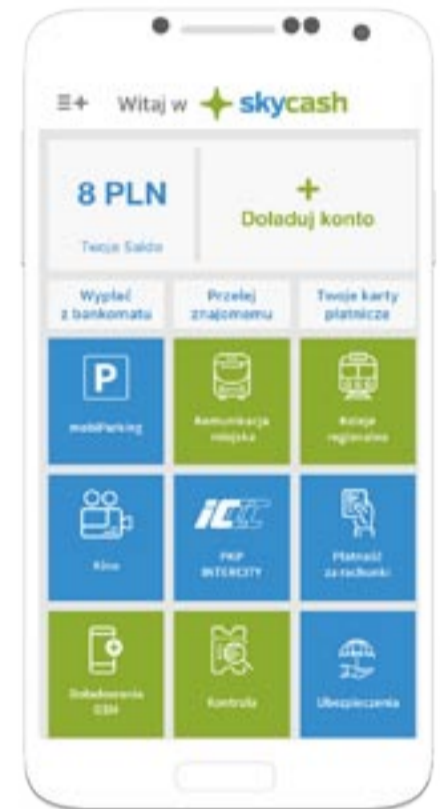 Witaj w skycash
8 PLN
Twoje Saldo
+
Doładuj konto
Wypłać
z bankomatu
Przelej
znajomemu
Twoje karty
płatnicze
P
mobiParking
Komunikacja
miejska
Koleje
regionalne
Kino
IC
PKP
INTERCITY
Płatność
za rachunki
Doładowania
GSM
Kontrola
Ubezpieczenia